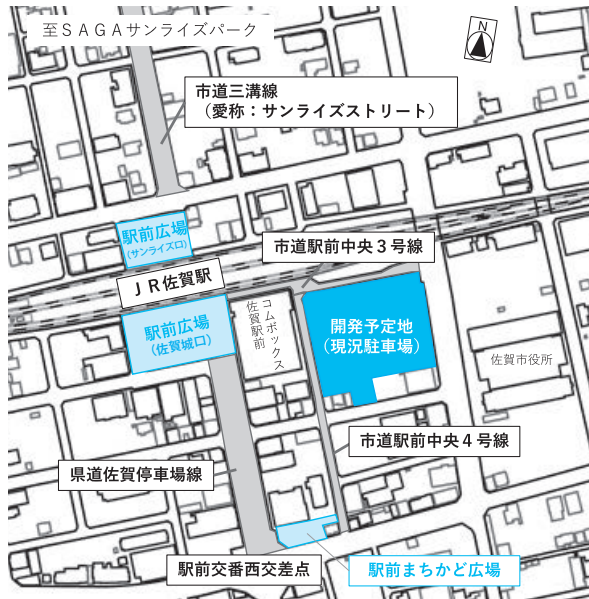 至ＳＡＧＡサンライズパーク
N
市道三溝線
（愛称：サンライズストリート）
駅前広場
(サンライズ口)
市道駅前中央３号線
ＪＲ佐賀駅
駅前広場
（佐賀城口）
コムボックス
佐賀駅前
開発予定地
（現況駐車場）
佐賀市役所
市道駅前中央４号線
県道佐賀停車場線
駅前交番西交差点
駅前まちかど広場